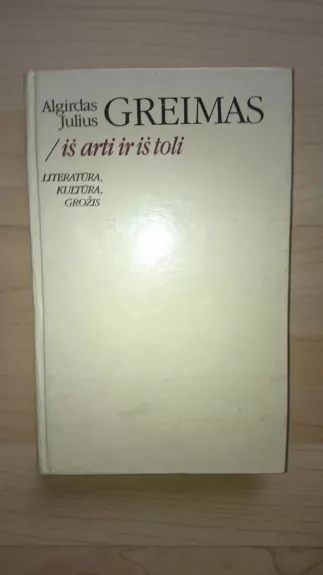 Algirdas
Julius GREIMAS
/iš arti ir iš toli
LITERATŪRA,
KULTŪRA,
GROŽIS